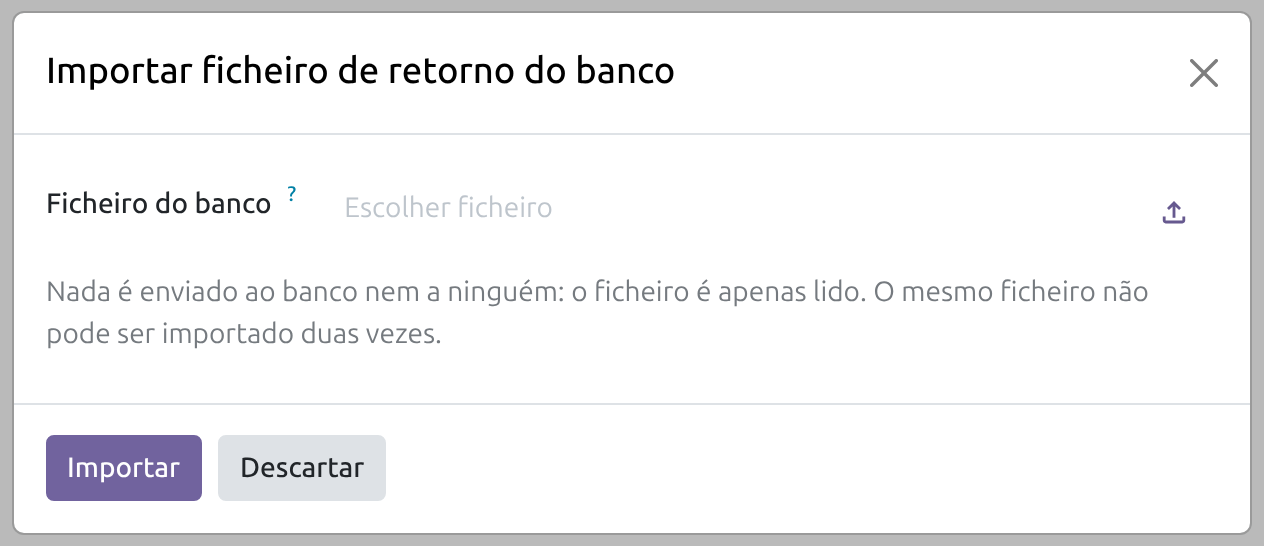 Importar ficheiro de retorno do banco
Ficheiro do banco ?
Escolher ficheiro
Nada é enviado ao banco nem a ninguém: o ficheiro é apenas lido. O mesmo ficheiro não
pode ser importado duas vezes.
Importar
Descartar